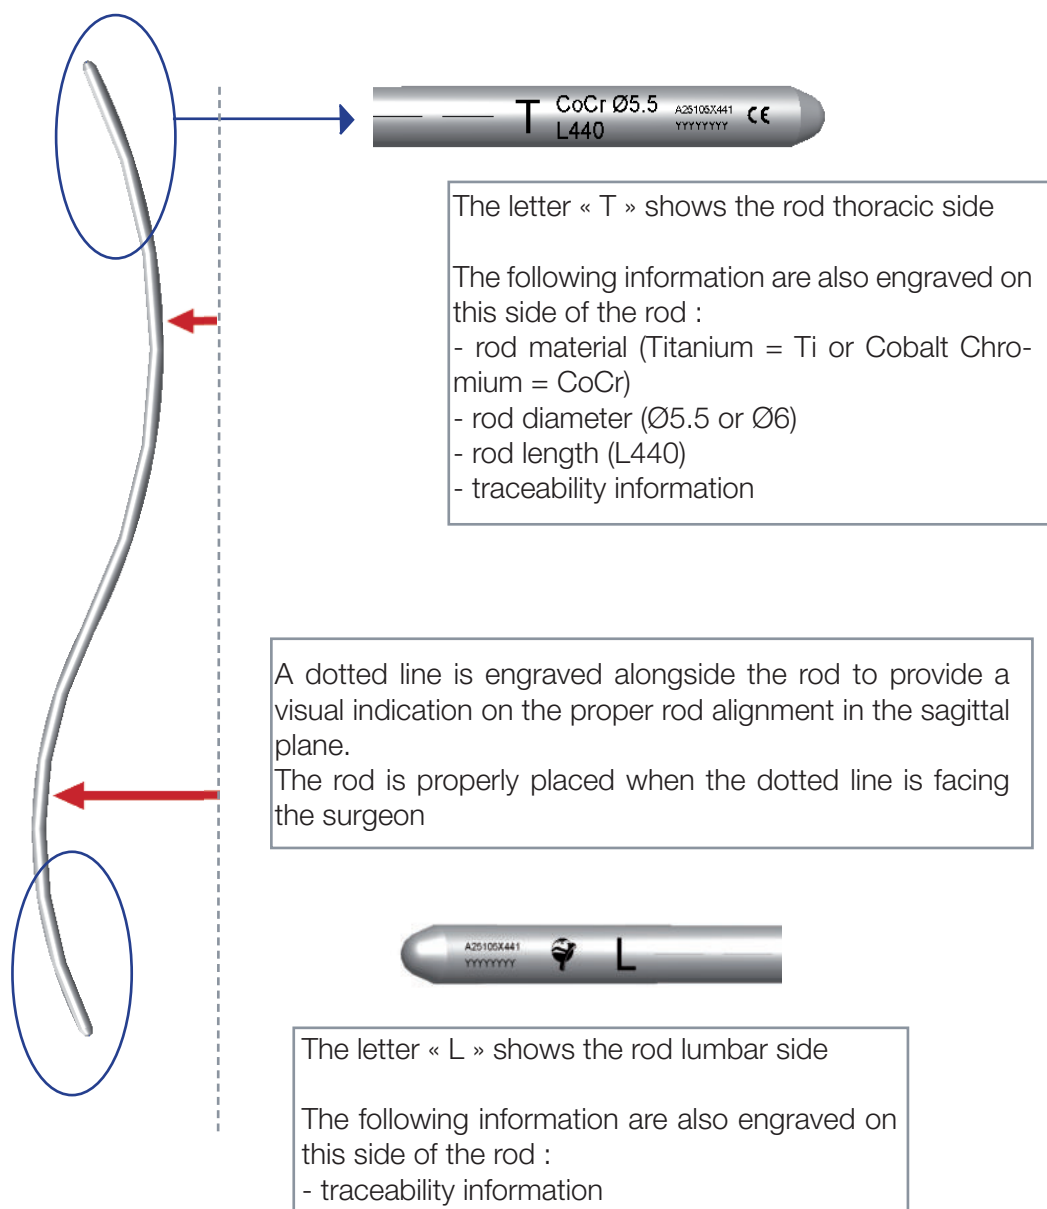 T CoCr Ø5.5 A25105X441 CE
L440 YYYYYYYY
The letter « T » shows the rod thoracic side
The following information are also engraved on
this side of the rod :
- rod material (Titanium = Ti or Cobalt Chro-
mium = CoCr)
- rod diameter (Ø5.5 or Ø6)
- rod length (L440)
- traceability information
A dotted line is engraved alongside the rod to provide a
visual indication on the proper rod alignment in the sagittal
plane.
The rod is properly placed when the dotted line is facing
the surgeon
A25105X441 L
YYYYYYYY
The letter « L » shows the rod lumbar side
The following information are also engraved on
this side of the rod :
- traceability information